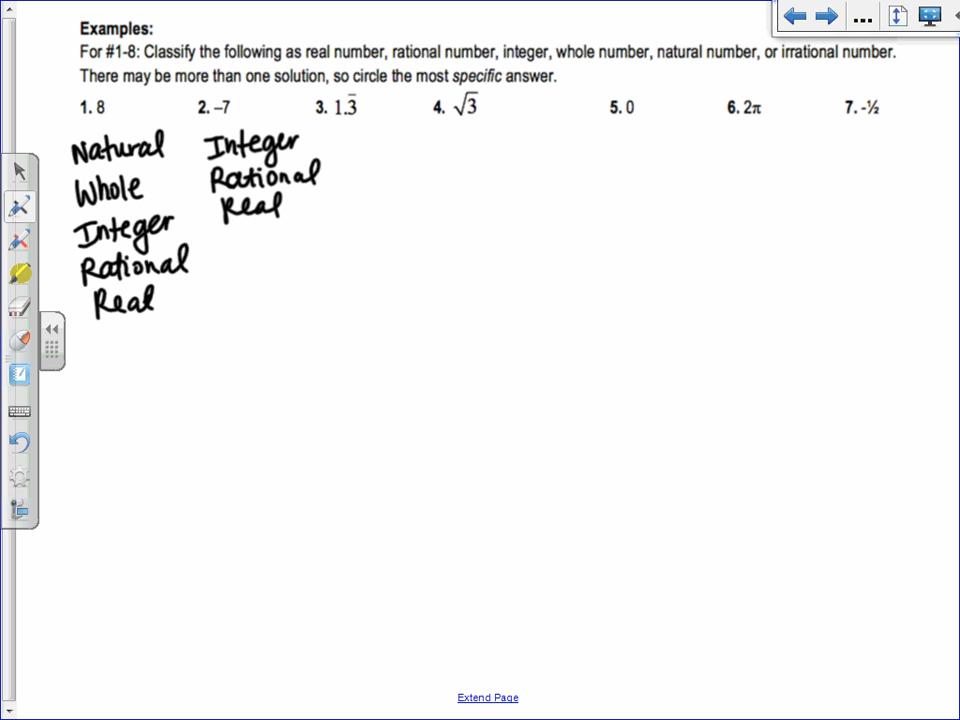 Examples:
For #1-8: Classify the following as real number, rational number, integer, whole number, natural number, or irrational number.
There may be more than one solution, so circle the most specific answer.
1. 8 2. –7 3. 1.3̅ 4. √3 5. 0 6. 2π 7. -½
Natural Integer
Whole Rational
Integer Real
Rational
Real
Extend Page